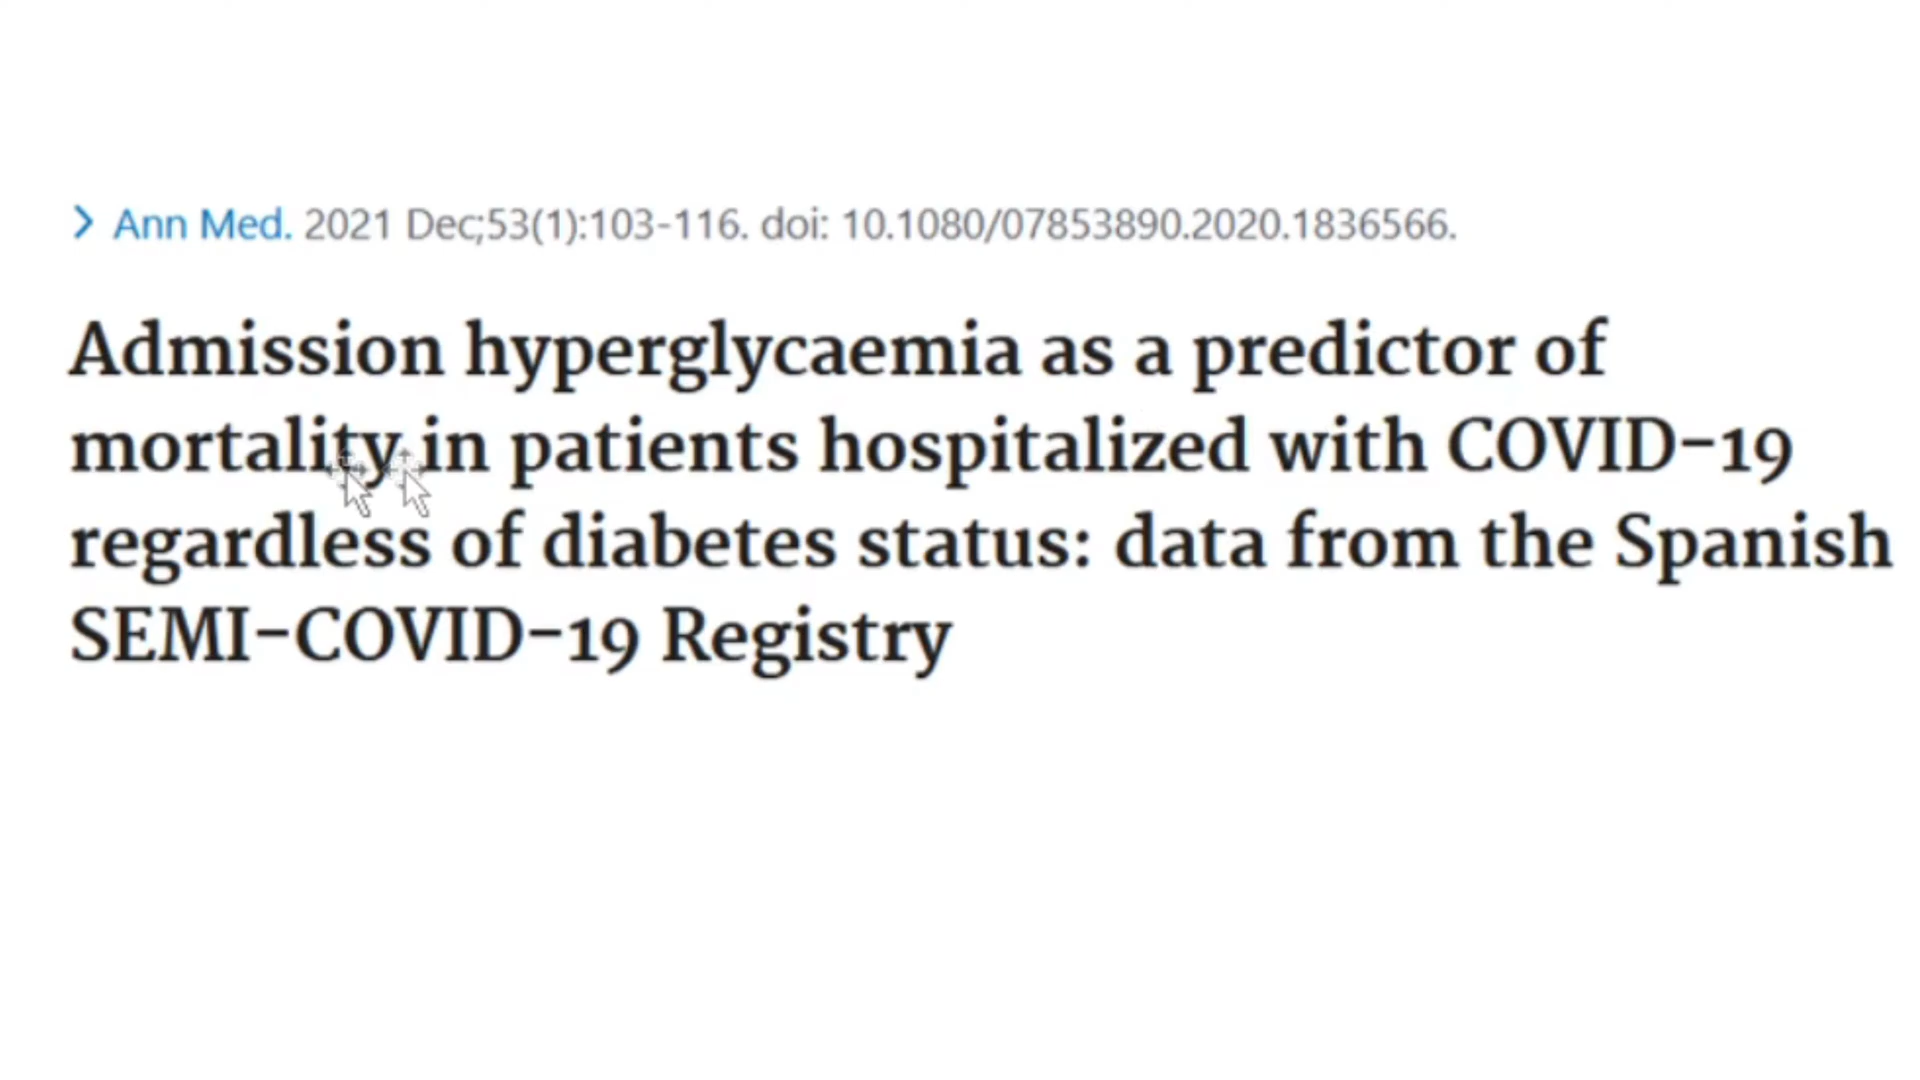 > Ann Med. 2021 Dec;53(1):103-116. doi: 10.1080/07853890.2020.1836566.
Admission hyperglycaemia as a predictor of
mortality in patients hospitalized with COVID-19
regardless of diabetes status: data from the Spanish
SEMI-COVID-19 Registry